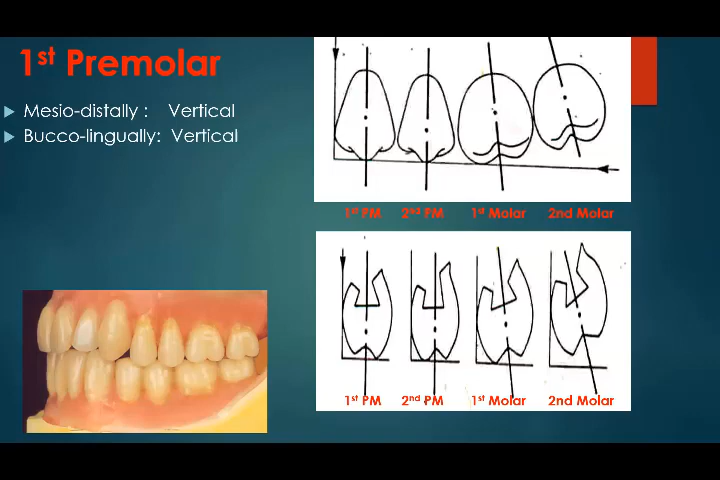 1st Premolar
Mesio-distally : Vertical
Bucco-lingually: Vertical
1st PM 2nd PM 1st Molar 2nd Molar
1st PM 2nd PM 1st Molar 2nd Molar